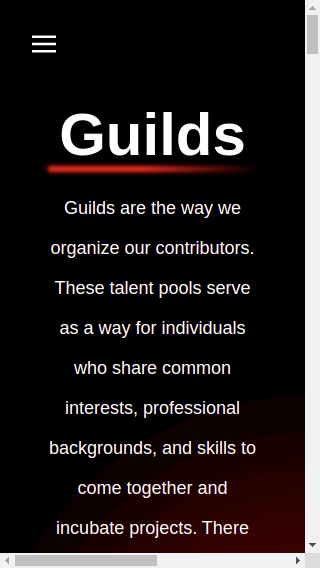 Guilds
Guilds are the way we
organize our contributors.
These talent pools serve
as a way for individuals
who share common
interests, professional
backgrounds, and skills to
come together and
incubate projects. There